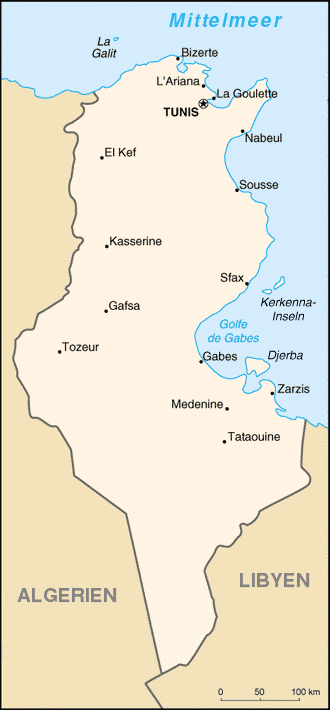 Mittelmeer
La
Galit
Bizerte
L'Ariana
La Goulette
TUNIS
Nabeul
El Kef
Sousse
Kasserine
Sfax
Kerkenna-
Inseln
Gafsa
Golfe
de Gabes
Djerba
Tozeur
Gabes
Zarzis
Medenine
Tataouine
ALGERIEN
LIBYEN
0 50 100 km